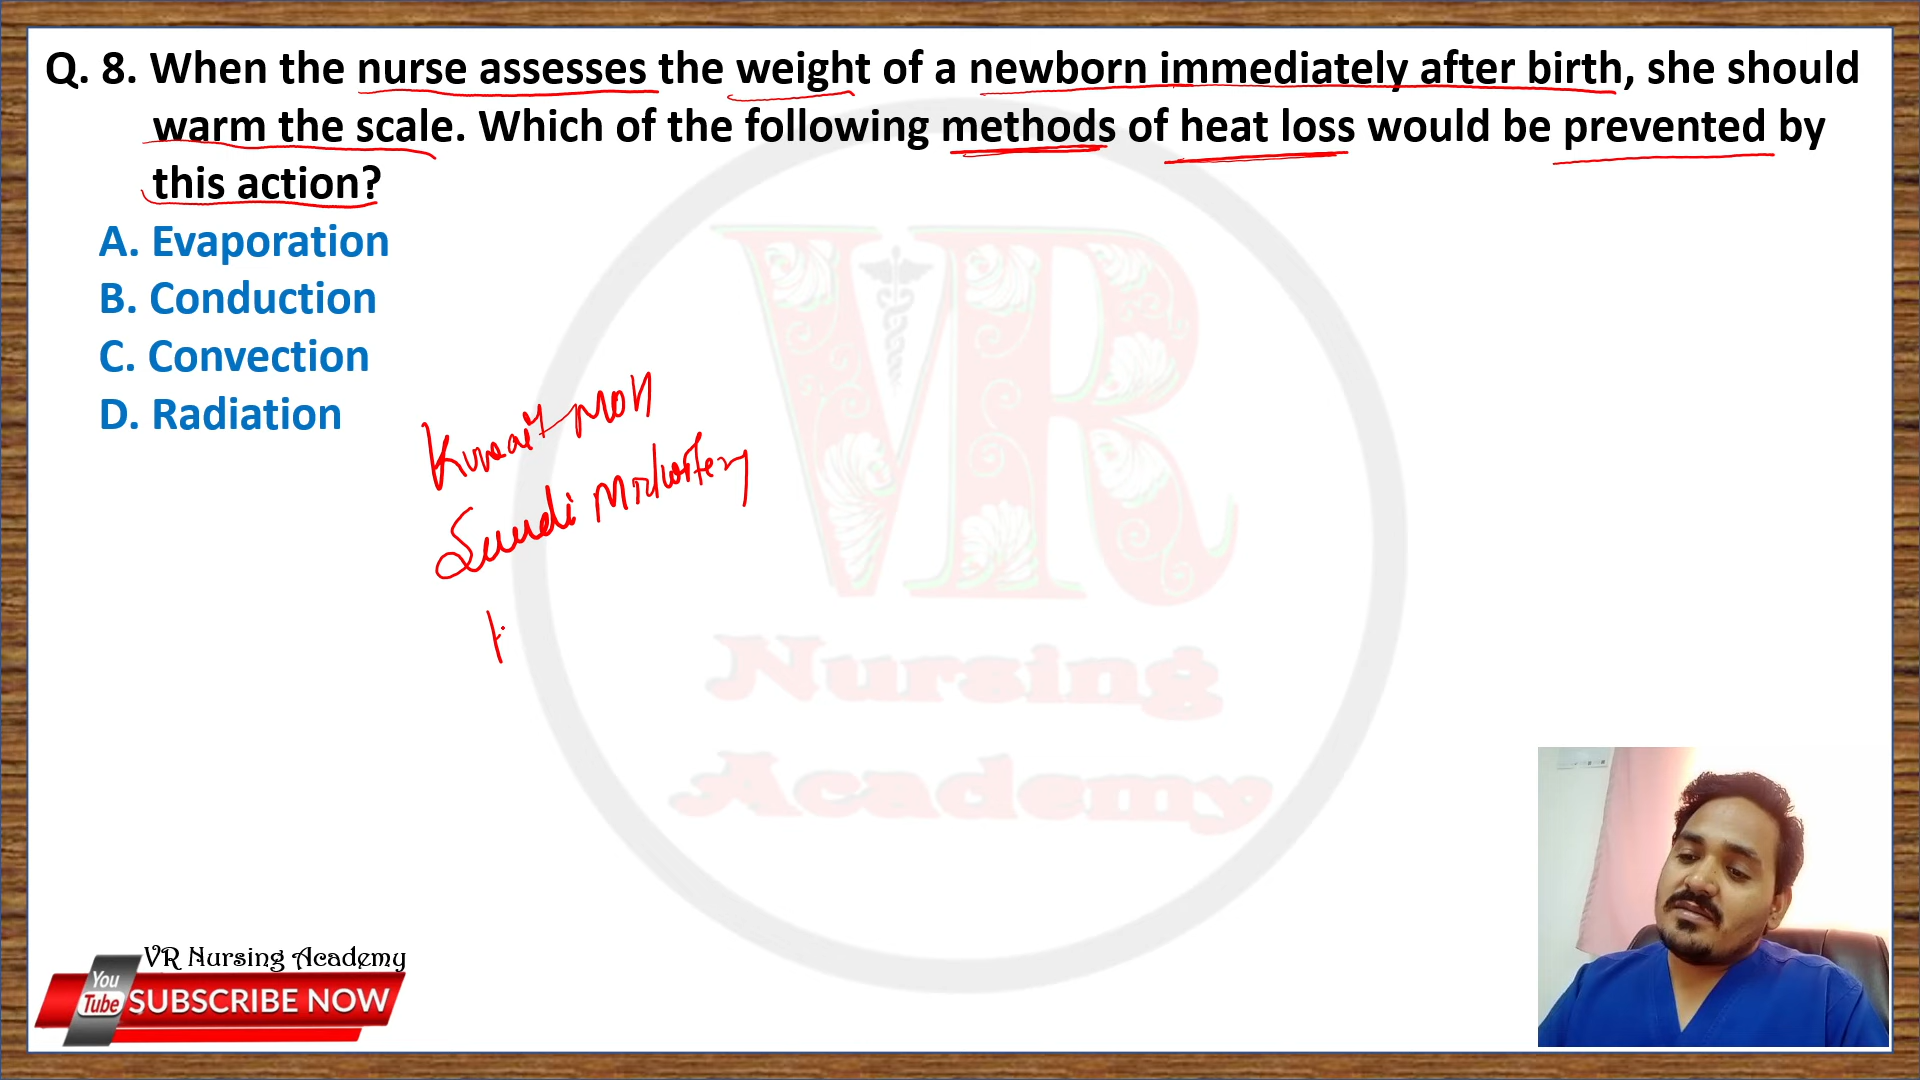 Q. 8. When the nurse assesses the weight of a newborn immediately after birth, she should
warm the scale. Which of the following methods of heat loss would be prevented by
this action?
A. Evaporation
B. Conduction
C. Convection
D. Radiation
Kuwait MOH
Saudi Midwifery
VR
Nursing
Academy
VR Nursing Academy
You
Tube
SUBSCRIBE NOW